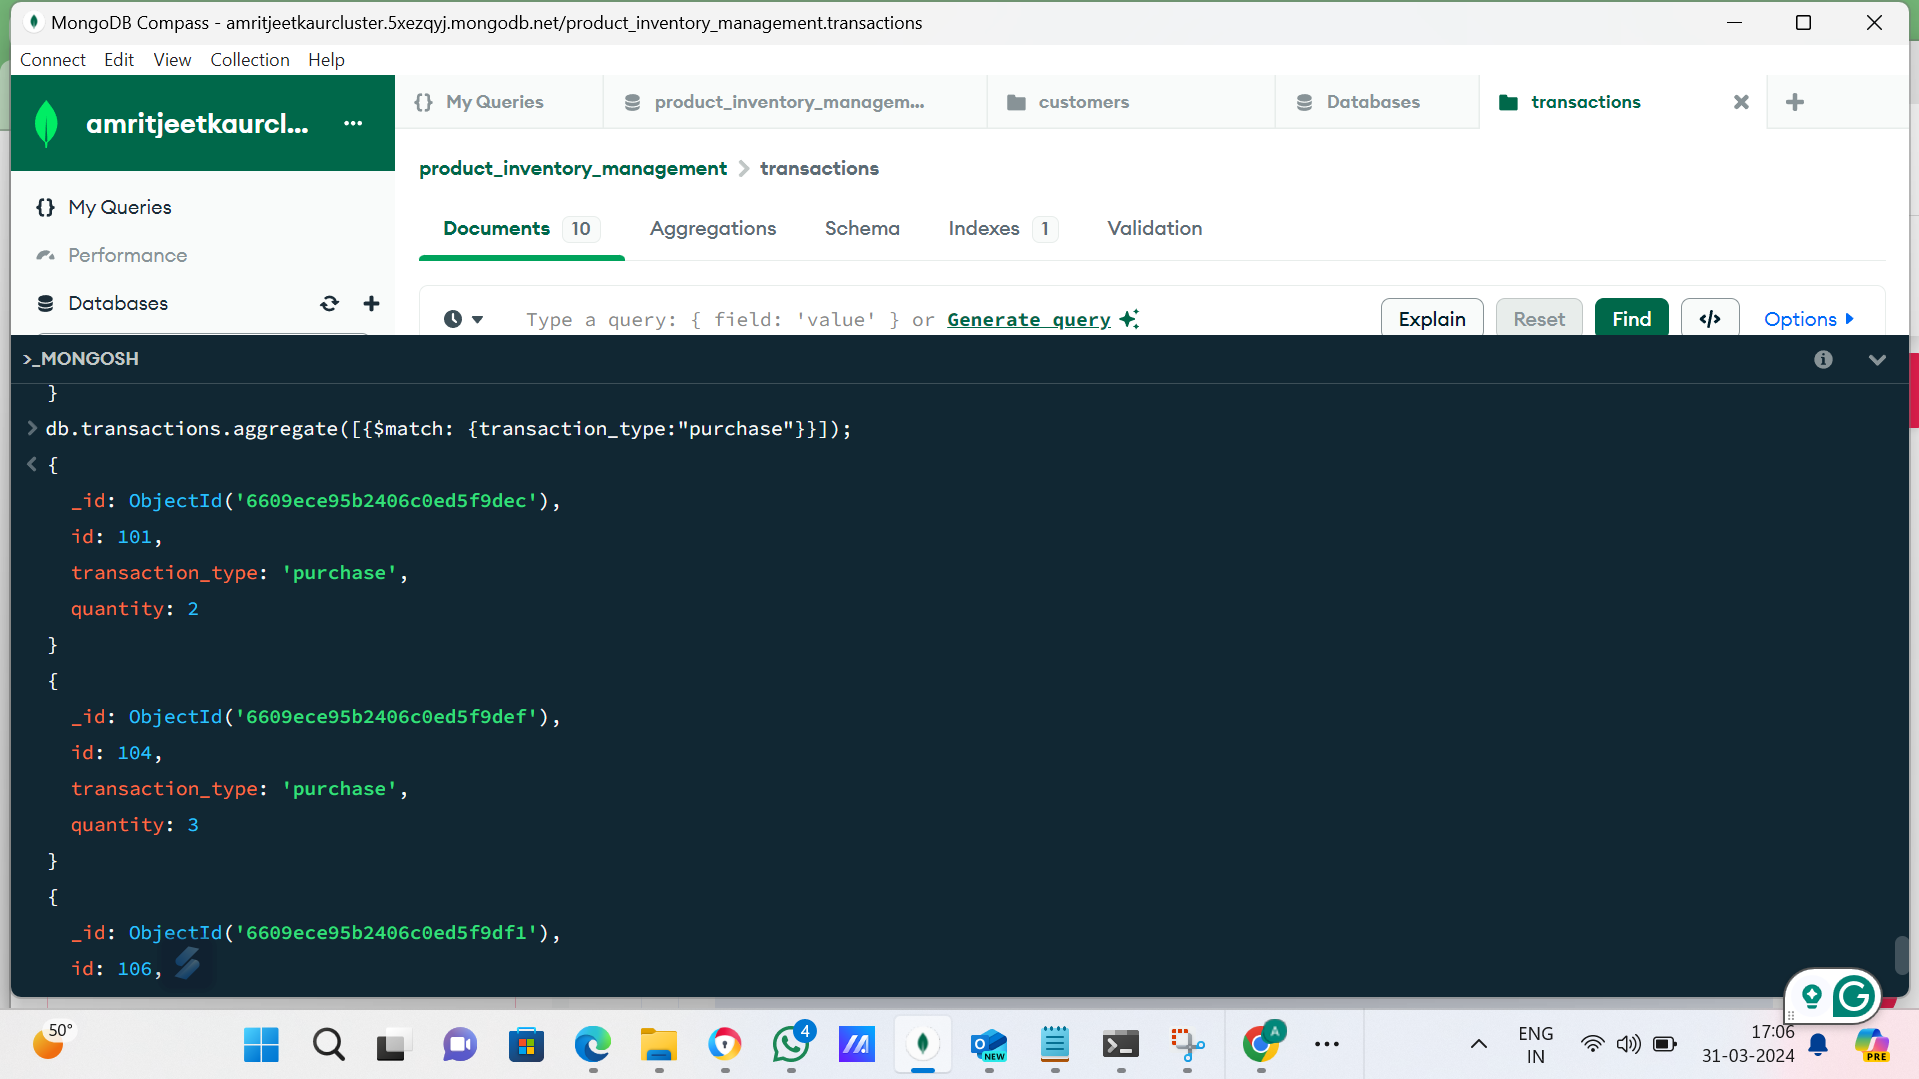 MongoDB Compass - amritjeetkaurcluster.5xezqyj.mongodb.net/product_inventory_management.transactions
Connect Edit View Collection Help
amritjeetkaurcl...
My Queries
product_inventory_managem...
customers
Databases
transactions
My Queries
Performance
Databases
product_inventory_management > transactions
Documents 10 Aggregations Schema Indexes 1 Validation
Type a query: { field: 'value' } or Generate query
Explain Reset Find </> Options
>_MONGOSH
}
> db.transactions.aggregate([{$match: {transaction_type:"purchase"}}]);
< {
_id: ObjectId('6609ece95b2406c0ed5f9dec'),
id: 101,
transaction_type: 'purchase',
quantity: 2
}
{
_id: ObjectId('6609ece95b2406c0ed5f9def'),
id: 104,
transaction_type: 'purchase',
quantity: 3
}
{
_id: ObjectId('6609ece95b2406c0ed5f9df1'),
id: 106,
50°
4
NEW
A
ENG
IN
17:06
31-03-2024
PRE